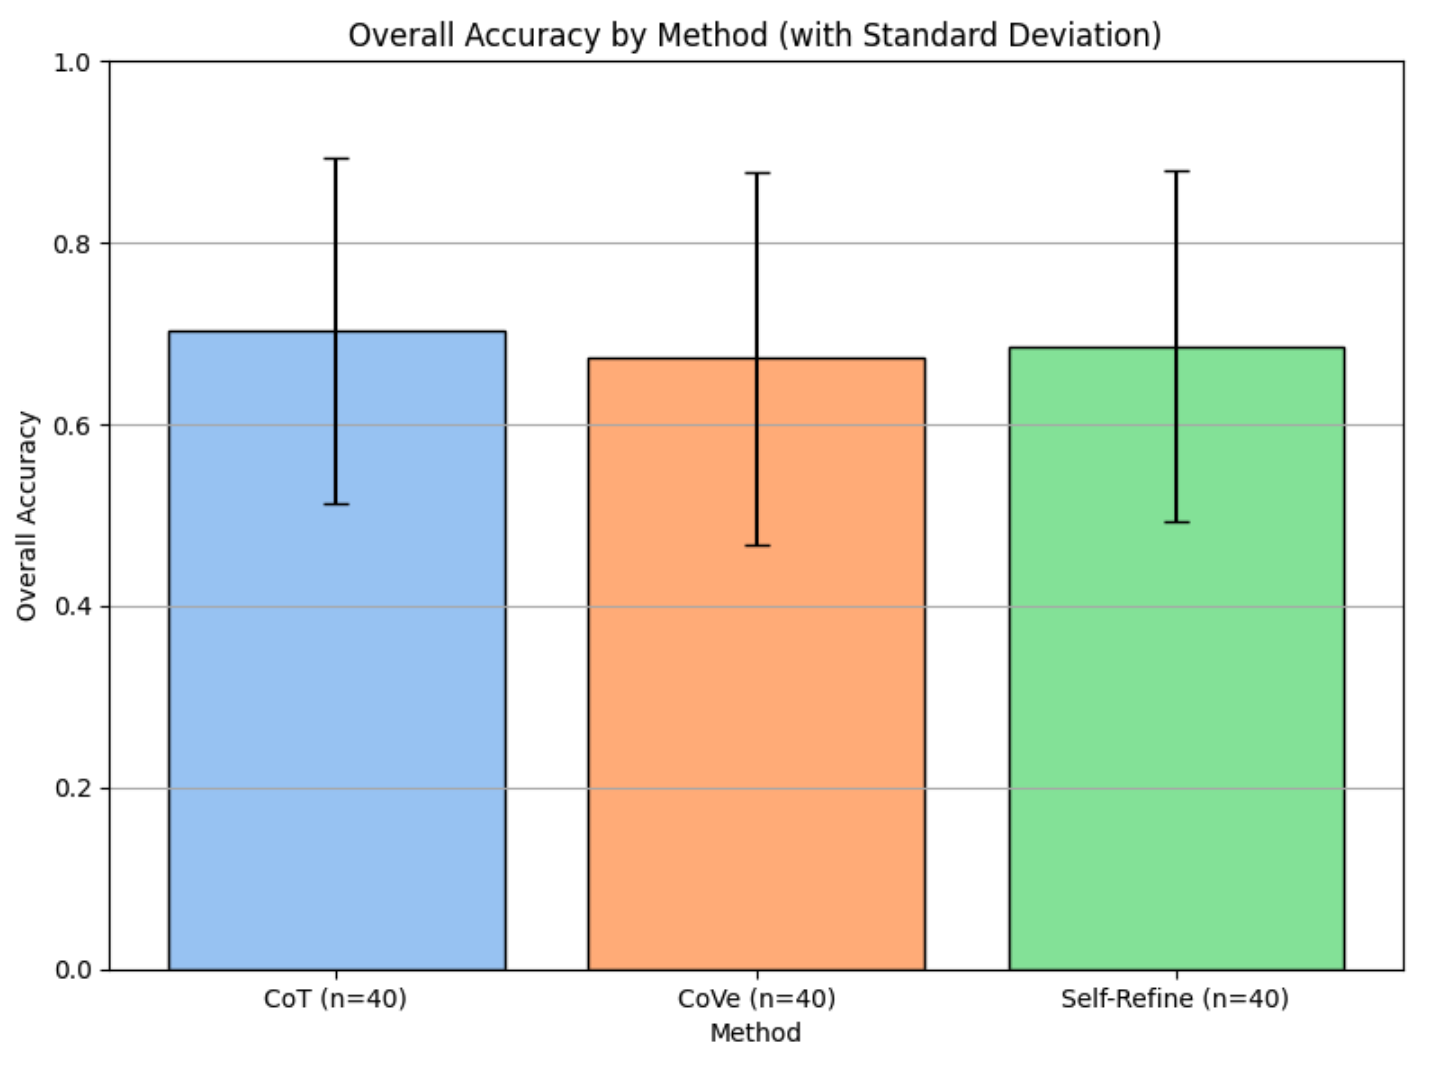 Overall Accuracy by Method (with Standard Deviation)
1.0
0.8
0.6
0.4
0.2
0.0
Overall Accuracy
CoT (n=40)
CoVe (n=40)
Self-Refine (n=40)
Method